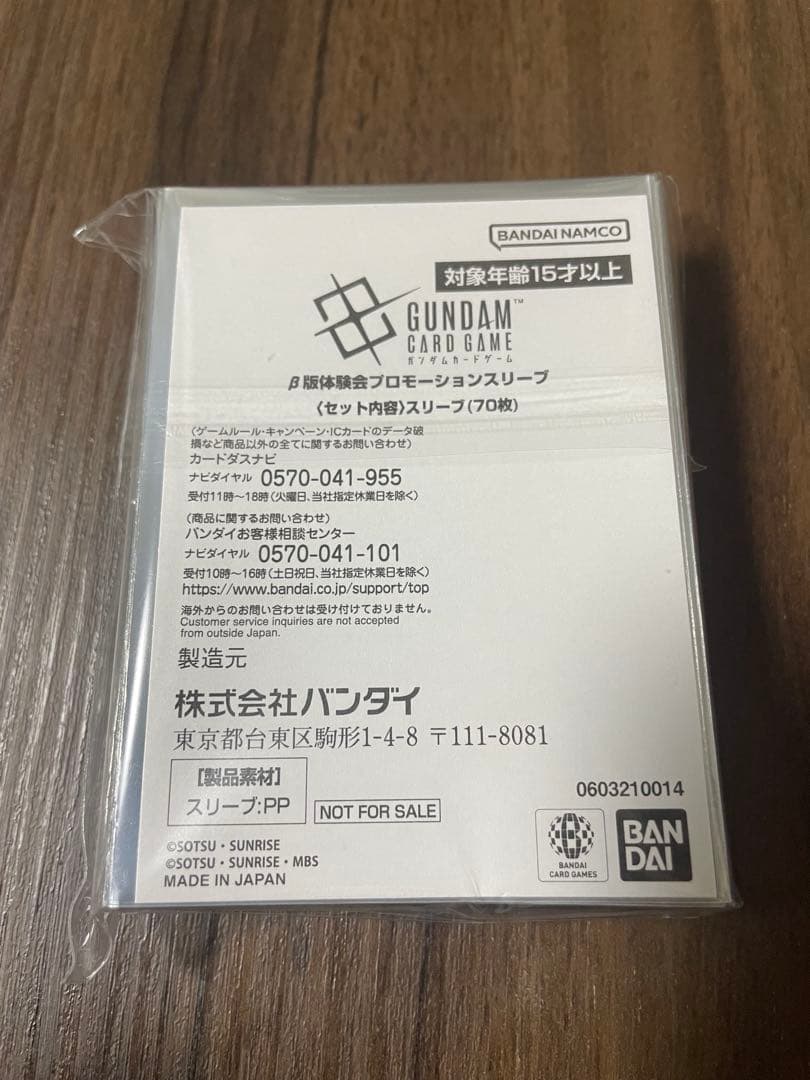 BANDAI NAMCO
対象年齢15才以上
GUNDAM™
CARD GAME
ガンダムカードゲーム
β版体験会プロモーションスリーブ
〈セット内容〉スリーブ(70枚)
(ゲームルール・キャンペーン・ICカードのデータ破
損など商品以外の全てに関するお問い合わせ)
カードダスナビ
ナビダイヤル 0570-041-955
受付11時〜18時(火曜日、当社指定休業日を除く)
(商品に関するお問い合わせ)
バンダイお客様相談センター
ナビダイヤル 0570-041-101
受付10時〜16時(土日祝日、当社指定休業日を除く)
https://www.bandai.co.jp/support/top
海外からのお問い合わせは受け付けておりません。
Customer service inquiries are not accepted
from outside Japan.
製造元
株式会社バンダイ
東京都台東区駒形1-4-8 〒111-8081
[製品素材]
スリーブ:PP
NOT FOR SALE
0603210014
©SOTSU・SUNRISE
©SOTSU・SUNRISE・MBS
MADE IN JAPAN
BANDAI
CARD GAMES
BAN
DAI